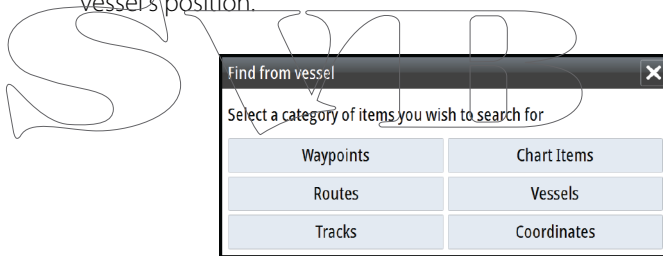 vessel's position.
SVB
Find from vessel
Select a category of items you wish to search for
Waypoints Chart Items
Routes Vessels
Tracks Coordinates